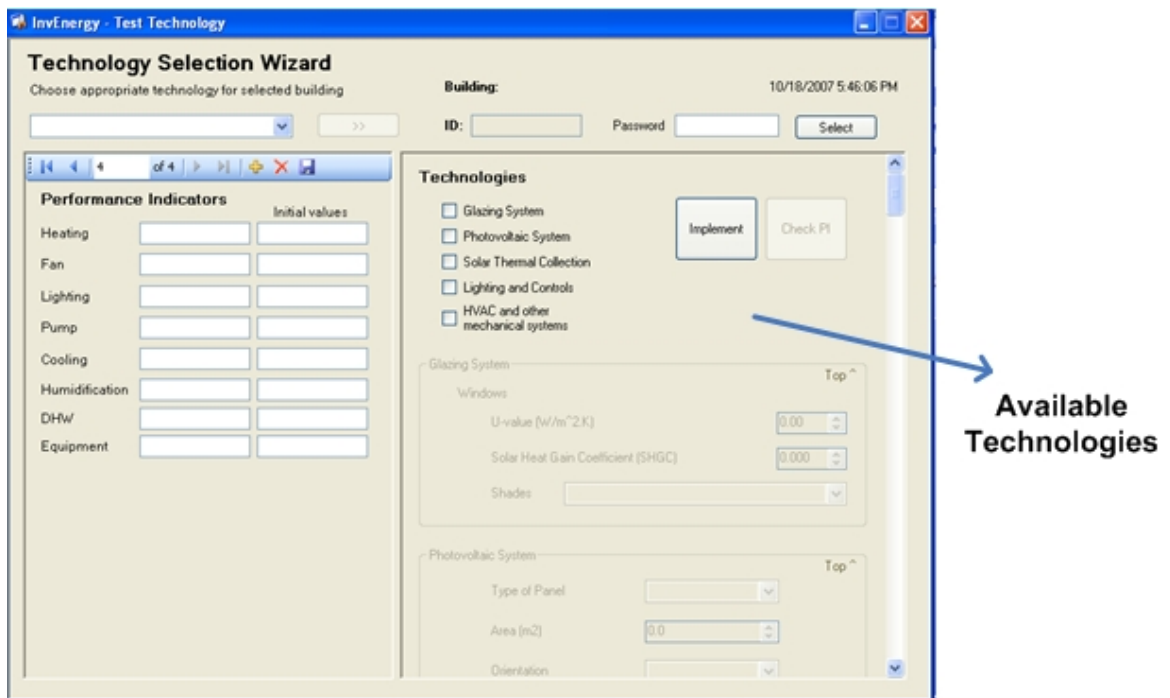 InvEnergy - Test Technology
Technology Selection Wizard
Choose appropriate technology for selected building
Building:
10/18/2007 5:46:06 PM
>>
ID:
Password
Select
4 of 4
Performance Indicators
Initial values
Heating
Fan
Lighting
Pump
Cooling
Humidification
DHW
Equipment
Technologies
Glazing System
Photovoltaic System
Solar Thermal Collection
Lighting and Controls
HVAC and other
mechanical systems
Implement
Check PI
Glazing System
Top ^
Windows
U-value (W/m^2.K)
0.00
Solar Heat Gain Coefficient (SHGC)
0.000
Shades
Photovoltaic System
Top ^
Type of Panel
Area (m2)
0.0
Orientation
Available
Technologies